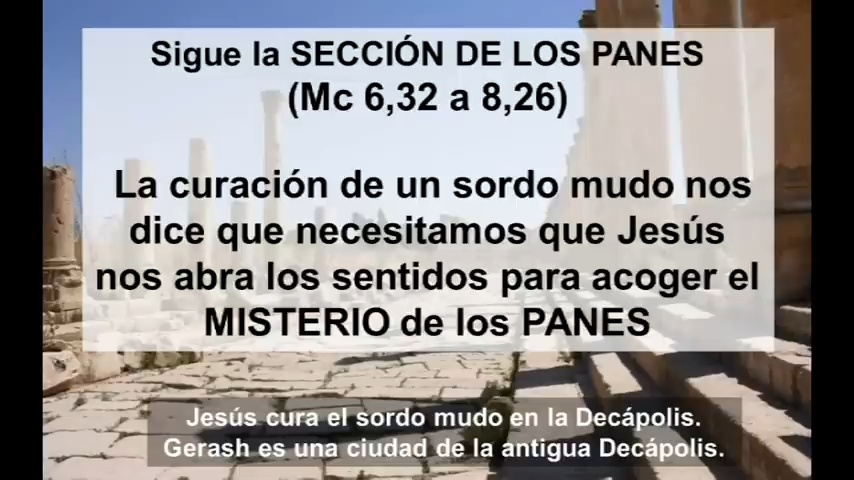 Sigue la SECCIÓN DE LOS PANES
(Mc 6,32 a 8,26)
La curación de un sordo mudo nos
dice que necesitamos que Jesús
nos abra los sentidos para acoger el
MISTERIO de los PANES
Jesús cura el sordo mudo en la Decápolis.
Gerash es una ciudad de la antigua Decápolis.